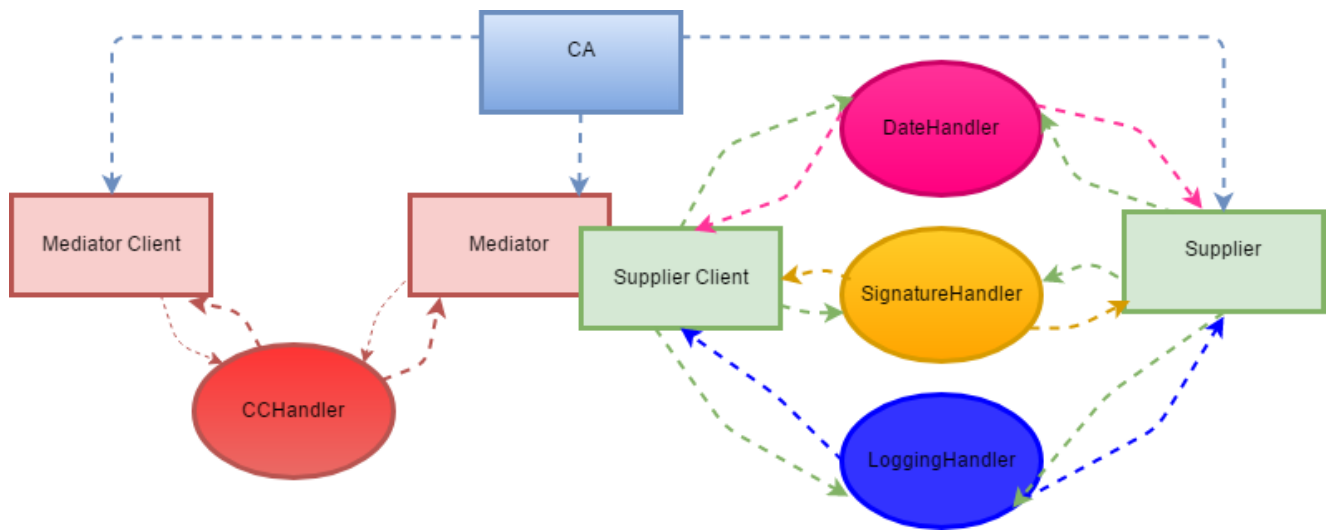 CA
DateHandler
Mediator Client
Mediator
Supplier Client
Supplier
SignatureHandler
CCHandler
LoggingHandler